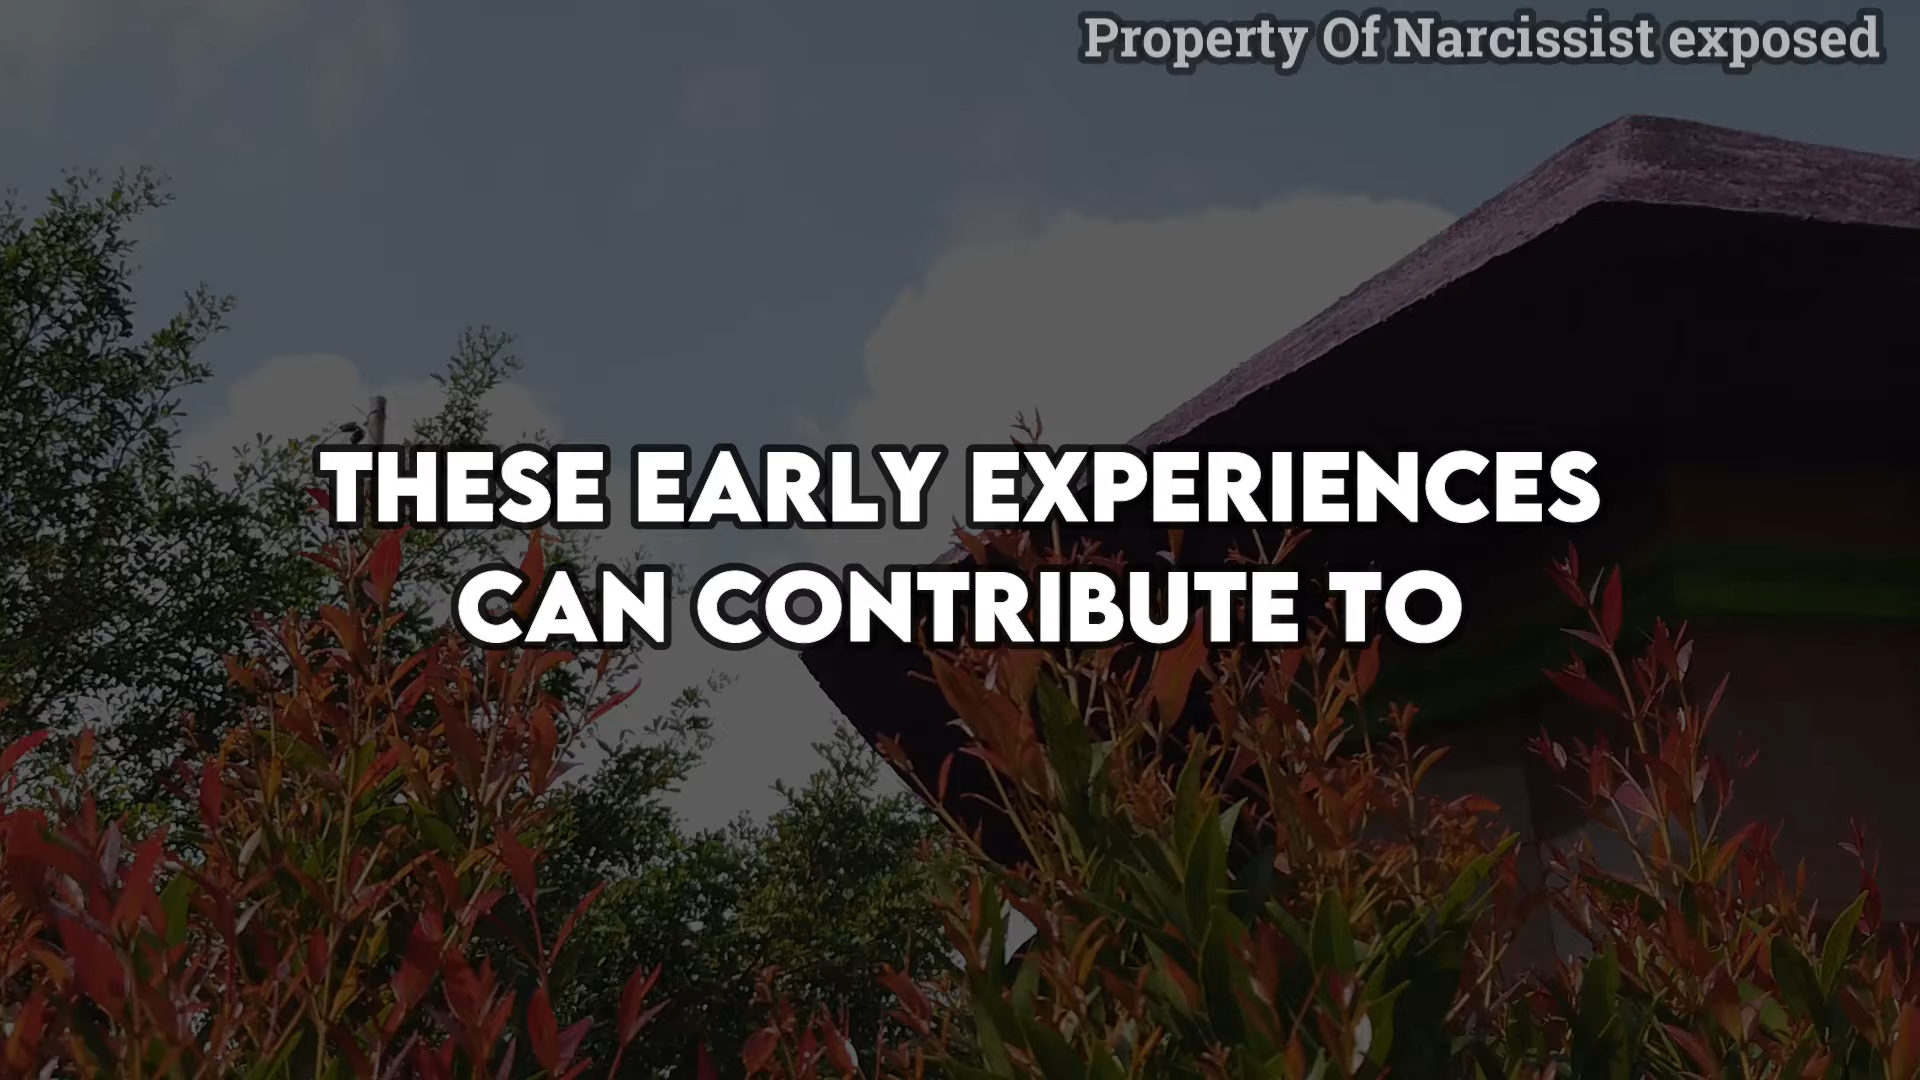 Property Of Narcissist exposed
THESE EARLY EXPERIENCES
CAN CONTRIBUTE TO